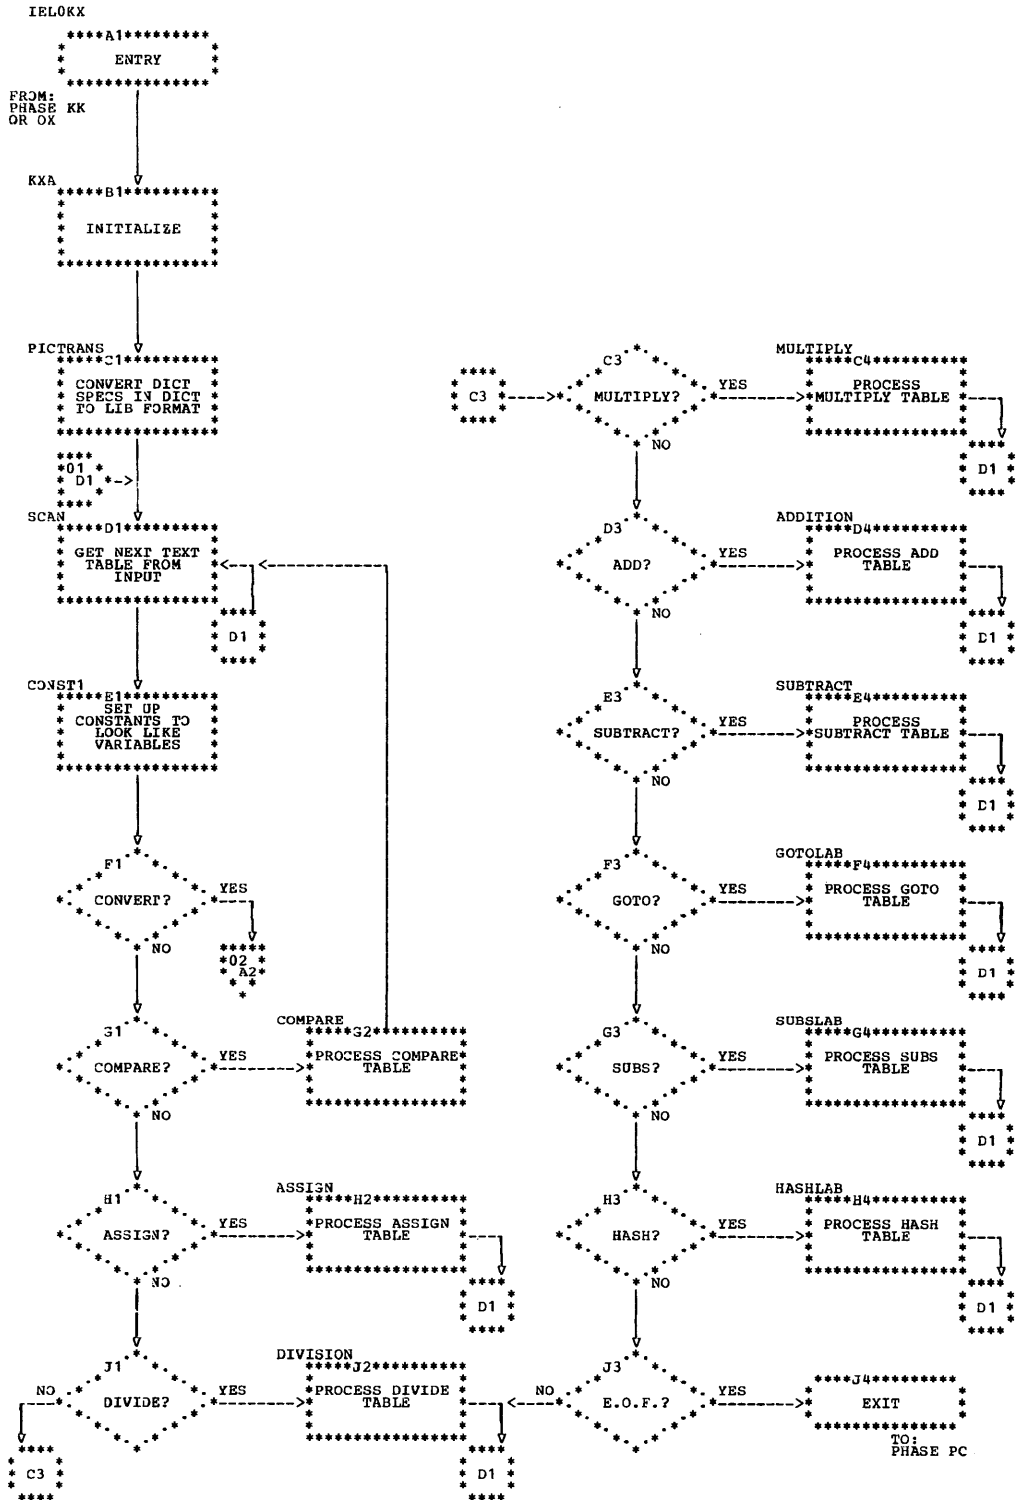 IEL0KX
A1
ENTRY
FROM:
PHASE KK
OR OX
KXA
B1
INITIALIZE
PICTRANS
C1
CONVERT DICT
SPECS IN DICT
TO LIB FORMAT
01
D1
SCAN
D1
GET NEXT TEXT
TABLE FROM
INPUT
D1
CONST1
E1
SET UP
CONSTANTS TO
LOOK LIKE
VARIABLES
F1
CONVERT?
YES
NO
02
A2
G1
COMPARE?
YES
NO
COMPARE
G2
PROCESS COMPARE
TABLE
H1
ASSIGN?
YES
NO
ASSIGN
H2
PROCESS ASSIGN
TABLE
D1
J1
DIVIDE?
NO
YES
C3
DIVISION
J2
PROCESS DIVIDE
TABLE
D1
C3
C3
MULTIPLY?
YES
NO
MULTIPLY
C4
PROCESS
MULTIPLY TABLE
D1
D3
ADD?
YES
NO
ADDITION
D4
PROCESS ADD
TABLE
D1
E3
SUBTRACT?
YES
NO
SUBTRACT
E4
PROCESS
SUBTRACT TABLE
D1
F3
GOTO?
YES
NO
GOTOLAB
F4
PROCESS GOTO
TABLE
D1
G3
SUBS?
YES
NO
SUBSLAB
G4
PROCESS SUBS
TABLE
D1
H3
HASH?
YES
NO
HASHLAB
H4
PROCESS HASH
TABLE
D1
J3
E.O.F.?
NO
YES
J4
EXIT
TO:
PHASE PC